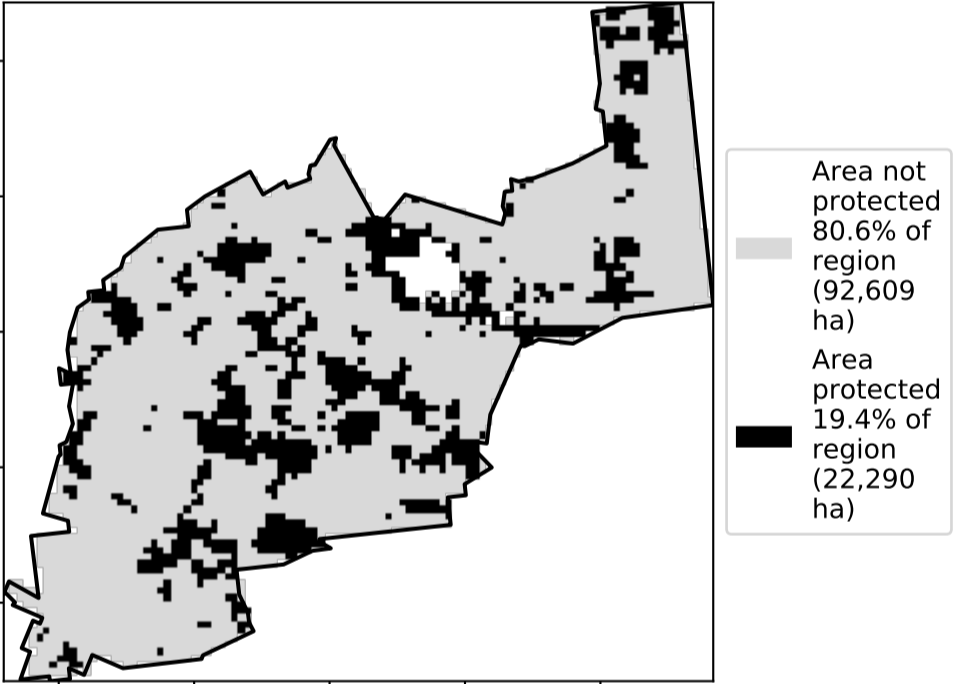 Area not
protected
80.6% of
region
(92,609
ha)
Area
protected
19.4% of
region
(22,290
ha)